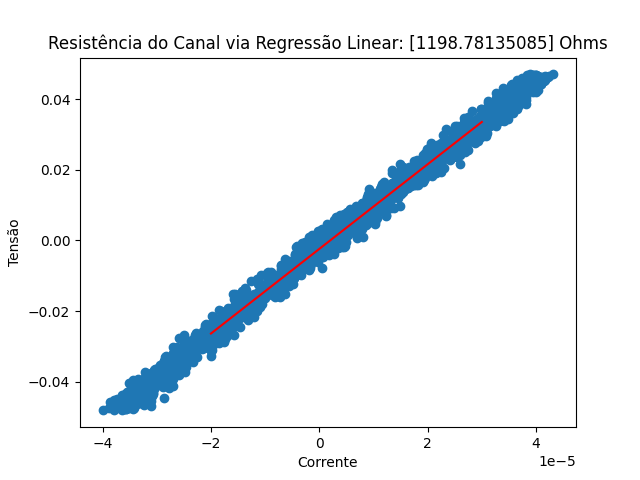 Resistência do Canal via Regressão Linear: [1198.78135085] Ohms
Tensão
0.04
0.02
0.00
−0.02
−0.04
−4
−2
0
2
4
1e−5
Corrente